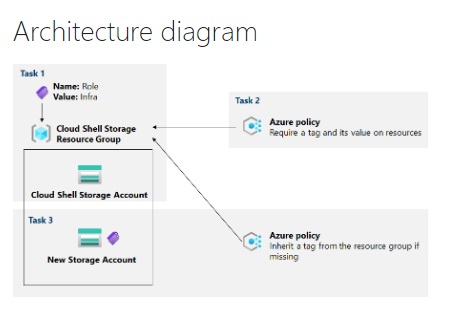 Architecture diagram
Task 1
Name: Role
Value: Infra
Cloud Shell Storage
Resource Group
Cloud Shell Storage Account
Task 2
Azure policy
Require a tag and its value on resources
Task 3
New Storage Account
Azure policy
Inherit a tag from the resource group if
missing